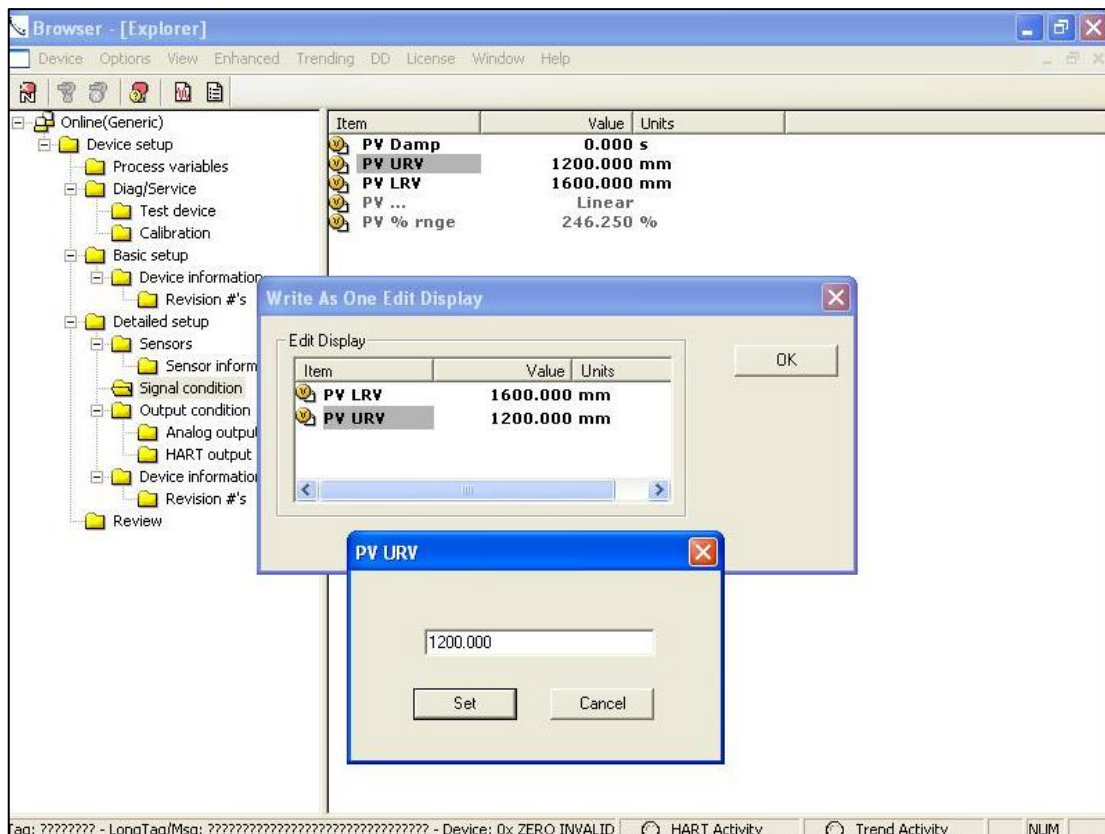 Browser - [Explorer]
Device Options View Enhanced Trending DD License Window Help
Online(Generic)
Device setup
Process variables
Diag/Service
Test device
Calibration
Basic setup
Device information
Revision #'s
Detailed setup
Sensors
Sensor inform
Signal condition
Output condition
Analog output
HART output
Device informatio
Revision #'s
Review
Item Value Units
PV Damp 0.000 s
PV URV 1200.000 mm
PV LRV 1600.000 mm
PV ... Linear
PV % rnge 246.250 %
Write As One Edit Display
Edit Display
Item Value Units
PV LRV 1600.000 mm
PV URV 1200.000 mm
OK
PV URV
1200.000
Set Cancel
Tag: ???????? - LongTag/Msg: ???????????????????????????????? - Device: 0x ZERO INVALID HART Activity Trend Activity NUM